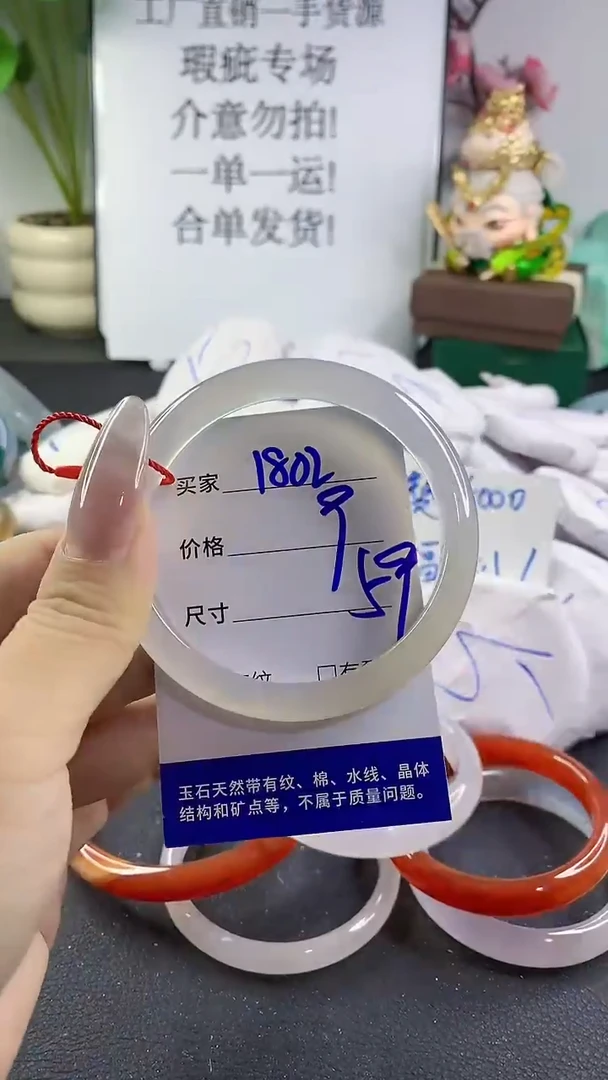 工厂直销一手货源
瑕疵专场
介意勿拍!
一单一运!
合单发货!
买家 1802
价格 9
尺寸 59
玉石天然带有纹、棉、水线、晶体
结构和矿点等，不属于质量问题。